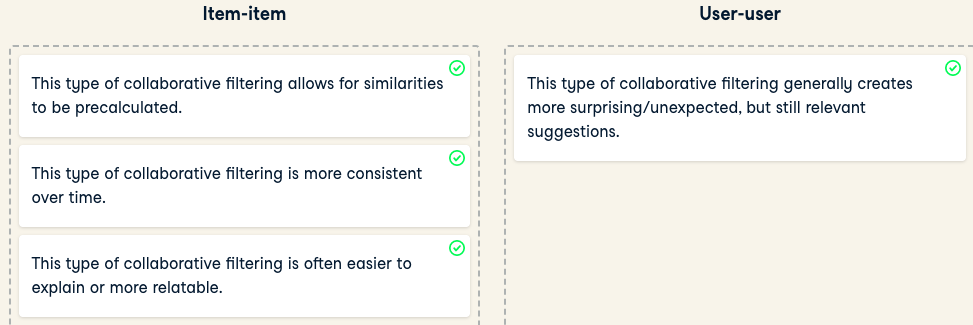 Item-item
This type of collaborative filtering allows for similarities
to be precalculated.
This type of collaborative filtering is more consistent
over time.
This type of collaborative filtering is often easier to
explain or more relatable.
User-user
This type of collaborative filtering generally creates
more surprising/unexpected, but still relevant
suggestions.